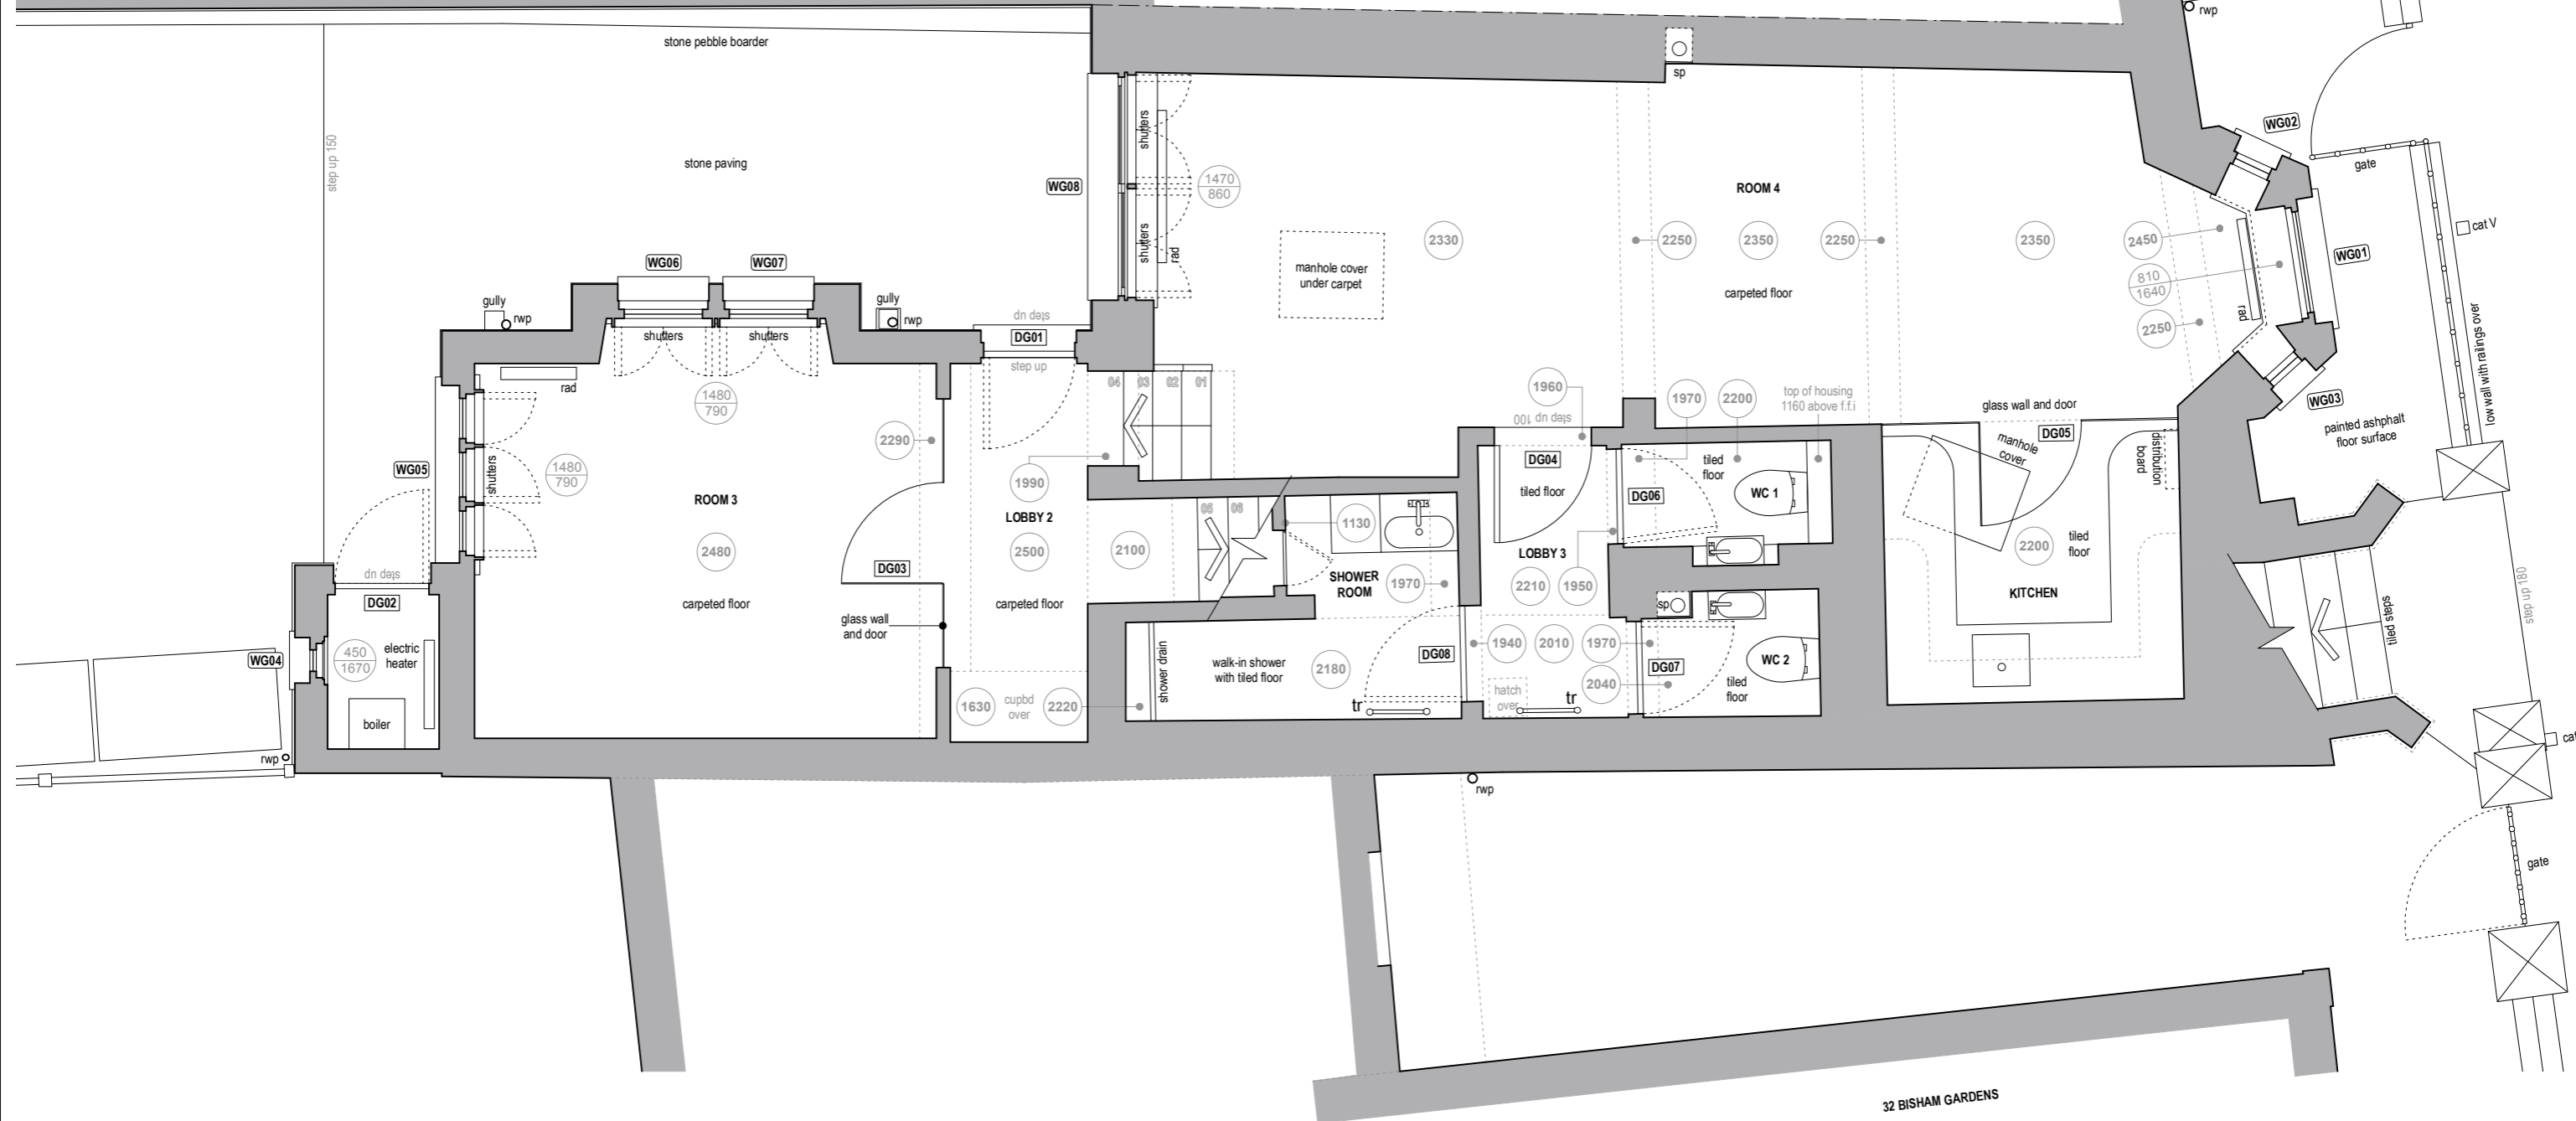 stone pebble boarder
step up 150
stone paving
WG08
shutters
shutters
rad
1470
860
sp
ROOM 4
2330
2250
2350
2250
2350
2450
810
1640
2250
rad
carpeted floor
manhole cover
under carpet
rwp
WG02
gate
cat V
WG01
WG03
low wall with railings over
painted ashphalt
floor surface
WG06
WG07
gully
rwp
gully
rwp
shutters
shutters
step dn
DG01
step up
rad
1480
790
1480
790
WG05
shutters
ROOM 3
2480
carpeted floor
2290
DG03
glass wall
and door
04
03
02
01
1990
LOBBY 2
2500
carpeted floor
2100
05
06
1630
cupbd
over
2220
step dn
DG02
WG04
450
1670
electric
heater
boiler
rwp
1130
SHOWER
ROOM
1970
shower drain
walk-in shower
with tiled floor
2180
tr
DG08
1960
step dn 100
DG04
tiled floor
LOBBY 3
2210
1950
1940
2010
1970
2040
hatch
over
tr
1970
2200
top of housing
1160 above f.f.i
DG06
tiled
floor
WC 1
sp
DG07
WC 2
tiled
floor
glass wall and door
DG05
manhole
cover
distribution
board
2200
tiled
floor
KITCHEN
tiled steps
step up 180
cat
rwp
gate
32 BISHAM GARDENS